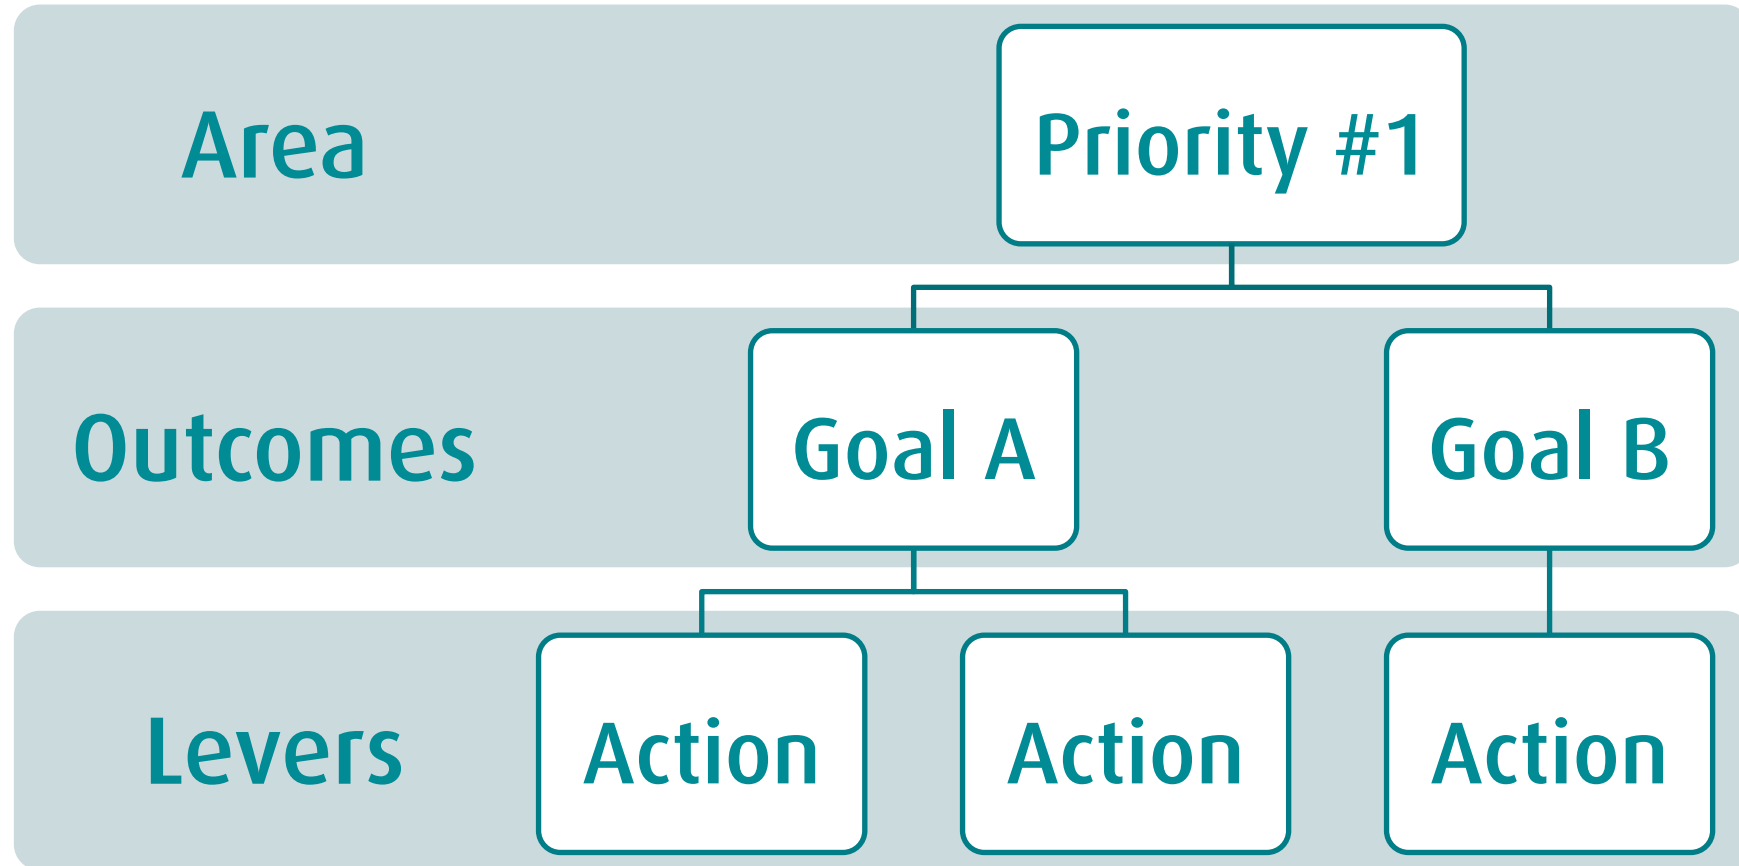 Area
Priority #1
Outcomes
Goal A
Goal B
Levers
Action
Action
Action